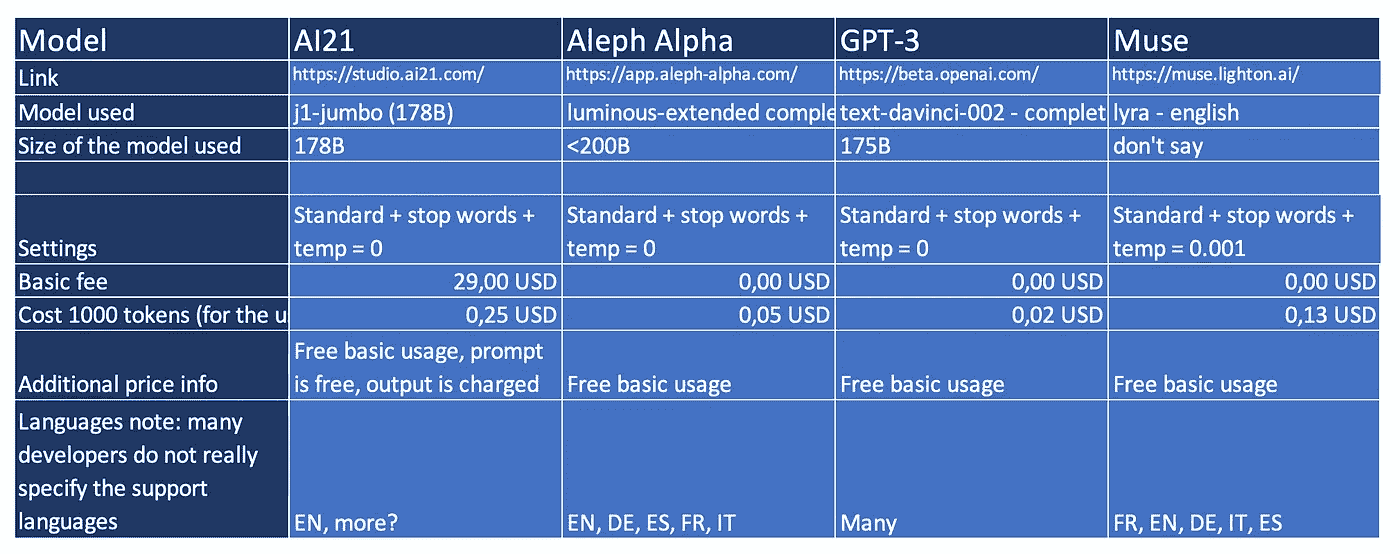 Model AI21 Aleph Alpha GPT-3 Muse
Link https://studio.ai21.com/ https://app.aleph-alpha.com/ https://beta.openai.com/ https://muse.lighton.ai/
Model used j1-jumbo (178B) luminous-extended comple text-davinci-002 - complet lyra - english
Size of the model used 178B <200B 175B don't say
Standard + stop words + Standard + stop words + Standard + stop words + Standard + stop words +
Settings temp = 0 temp = 0 temp = 0 temp = 0.001
Basic fee 29,00 USD 0,00 USD 0,00 USD 0,00 USD
Cost 1000 tokens (for the u 0,25 USD 0,05 USD 0,02 USD 0,13 USD
Free basic usage, prompt
Additional price info is free, output is charged Free basic usage Free basic usage Free basic usage
Languages note: many
developers do not really
specify the support
languages EN, more? EN, DE, ES, FR, IT Many FR, EN, DE, IT, ES